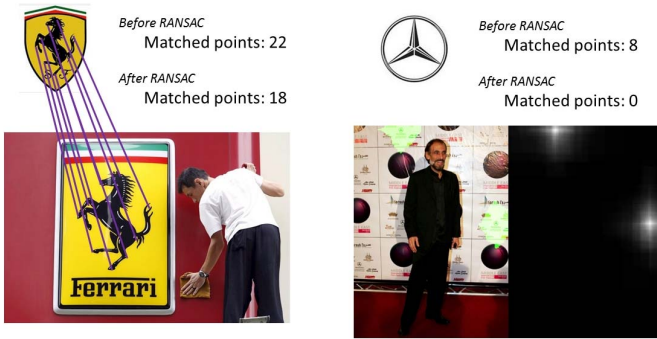 Before RANSAC
Matched points: 22
After RANSAC
Matched points: 18
Ferrari
Before RANSAC
Matched points: 8
After RANSAC
Matched points: 0